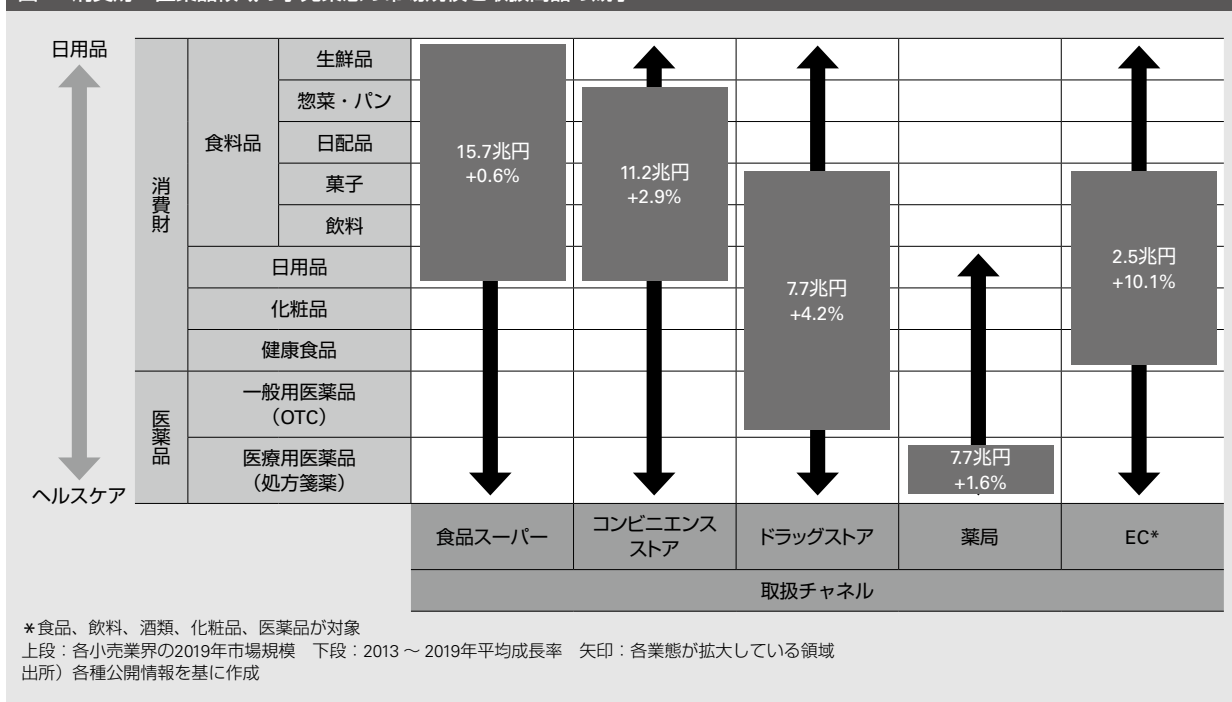 日用品
ヘルスケア
消費財
医薬品
食料品
生鮮品
惣菜・パン
日配品
菓子
飲料
日用品
化粧品
健康食品
一般用医薬品
（OTC）
医療用医薬品
（処方箋薬）
15.7兆円
+0.6%
11.2兆円
+2.9%
7.7兆円
+4.2%
7.7兆円
+1.6%
2.5兆円
+10.1%
食品スーパー
コンビニエンス
ストア
ドラッグストア
薬局
EC*
取扱チャネル
*食品、飲料、酒類、化粧品、医薬品が対象
上段：各小売業界の2019年市場規模　下段：2013～2019年平均成長率　矢印：各業態が拡大している領域
出所）各種公開情報を基に作成